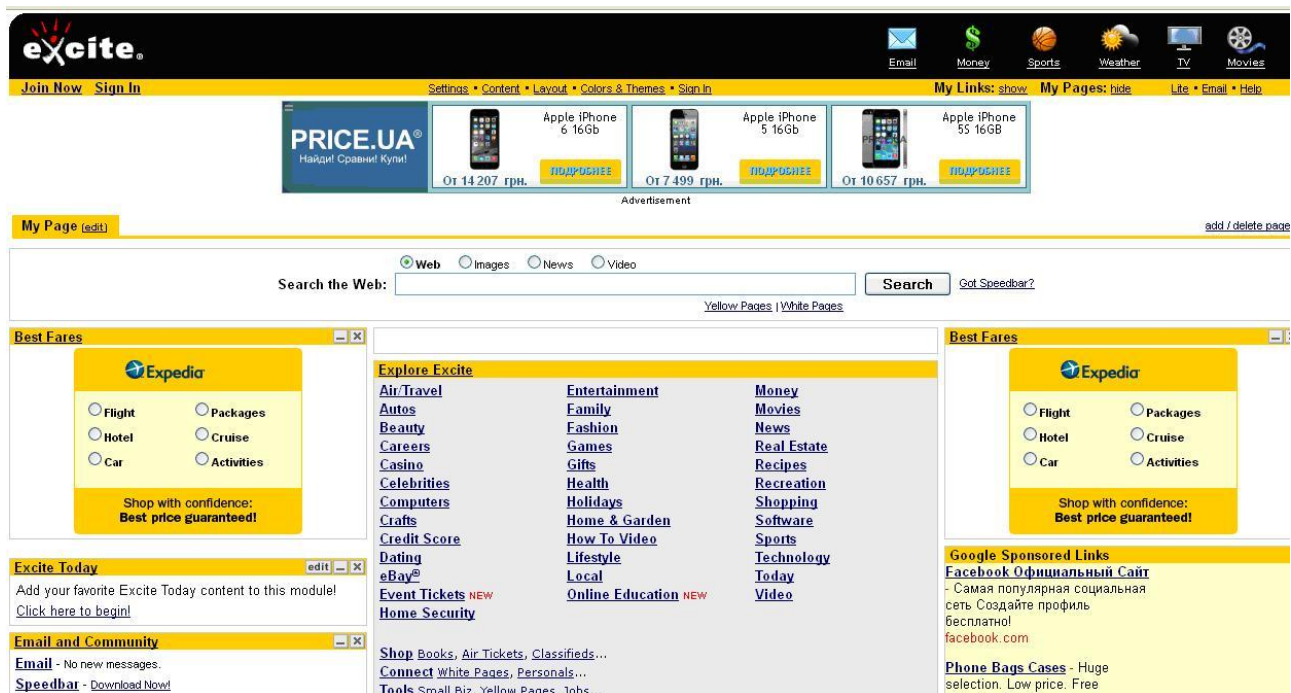 excite®
Email Money Sports Weather TV Movies
Join Now Sign In
Settings • Content • Layout • Colors & Themes • Sign In
My Links: show My Pages: hide
Lite • Email • Help
PRICE.UA®
Найди! Сравни! Купи!
Apple iPhone
6 16Gb
ПОДРОБНЕЕ
От 14 207 грн.
Apple iPhone
5 16Gb
ПОДРОБНЕЕ
От 7 499 грн.
Apple iPhone
5S 16GB
ПОДРОБНЕЕ
От 10 657 грн.
Advertisement
My Page (edit)
add / delete page
Web Images News Video
Search the Web:
Search
Got Speedbar?
Yellow Pages | White Pages
Best Fares
Expedia
Flight Packages
Hotel Cruise
Car Activities
Shop with confidence:
Best price guaranteed!
Excite Today
edit
Add your favorite Excite Today content to this module!
Click here to begin!
Email and Community
Email - No new messages.
Speedbar - Download Now!
Explore Excite
Air/Travel Entertainment Money
Autos Family Movies
Beauty Fashion News
Careers Games Real Estate
Casino Gifts Recipes
Celebrities Health Recreation
Computers Holidays Shopping
Crafts Home & Garden Software
Credit Score How To Video Sports
Dating Lifestyle Technology
eBay® Local Today
Event Tickets NEW Online Education NEW Video
Home Security
Shop Books, Air Tickets, Classifieds...
Connect White Pages, Personals...
Tools Small Biz, Yellow Pages, Jobs...
Best Fares
Expedia
Flight Packages
Hotel Cruise
Car Activities
Shop with confidence:
Best price guaranteed!
Google Sponsored Links
Facebook Официальный Сайт
- Самая популярная социальная
сеть Создайте профиль
бесплатно!
facebook.com
Phone Bags Cases - Huge
selection. Low price. Free